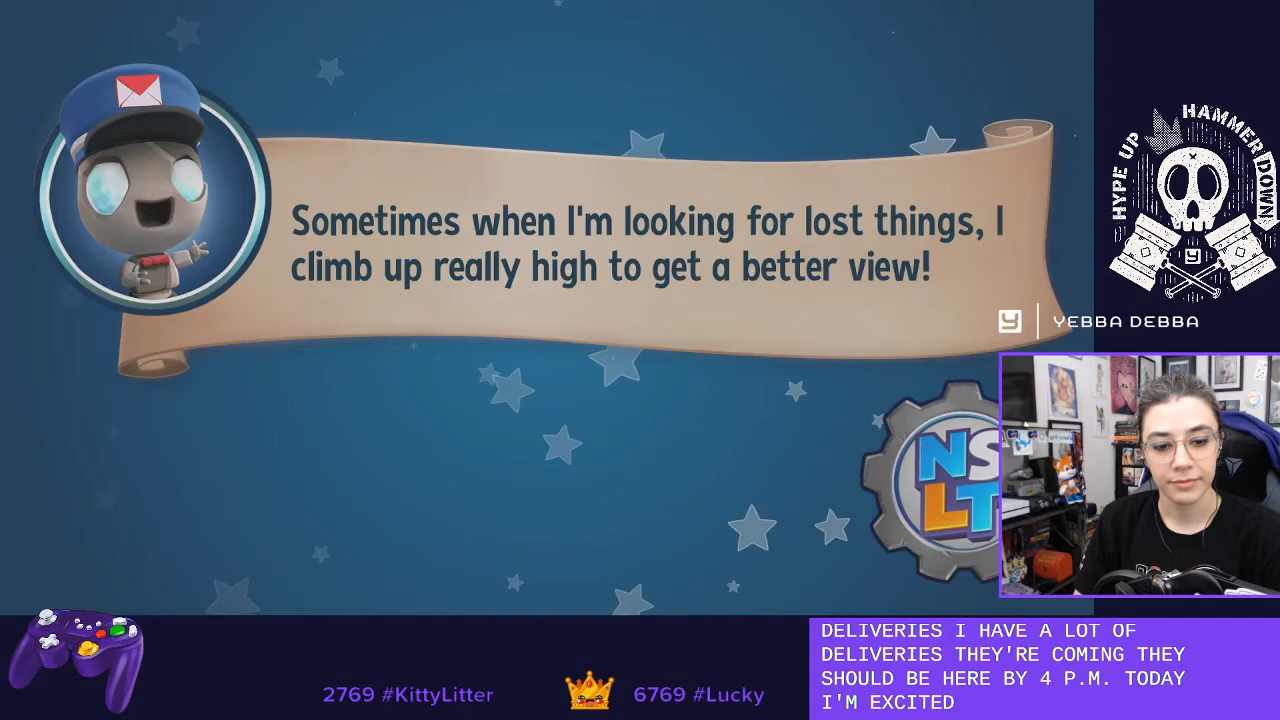 Sometimes when I'm looking for lost things, I
climb up really high to get a better view!
HYPE UP
HAMMER DOWN
YEBBA DEBBA
NS
LT
DELIVERIES I HAVE A LOT OF
DELIVERIES THEY'RE COMING THEY
SHOULD BE HERE BY 4 P.M. TODAY
I'M EXCITED
2769 #KittyLitter
6769 #Lucky